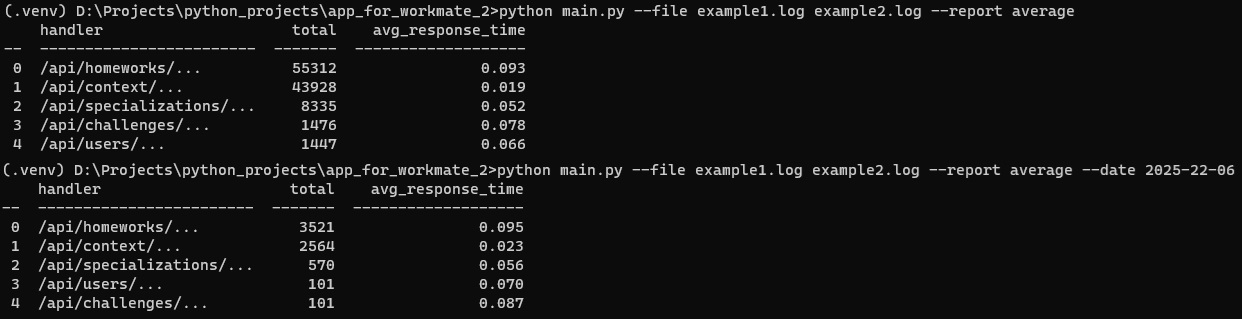 (.venv) D:\Projects\python_projects\app_for_workmate_2>python main.py --file example1.log example2.log --report average
    handler                     total    avg_response_time
--  ------------------------  -------  -------------------
 0  /api/homeworks/...          55312                0.093
 1  /api/context/...            43928                0.019
 2  /api/specializations/...     8335                0.052
 3  /api/challenges/...          1476                0.078
 4  /api/users/...               1447                0.066
(.venv) D:\Projects\python_projects\app_for_workmate_2>python main.py --file example1.log example2.log --report average --date 2025-22-06
    handler                     total    avg_response_time
--  ------------------------  -------  -------------------
 0  /api/homeworks/...           3521                0.095
 1  /api/context/...             2564                0.023
 2  /api/specializations/...      570                0.056
 3  /api/users/...                101                0.070
 4  /api/challenges/...           101                0.087